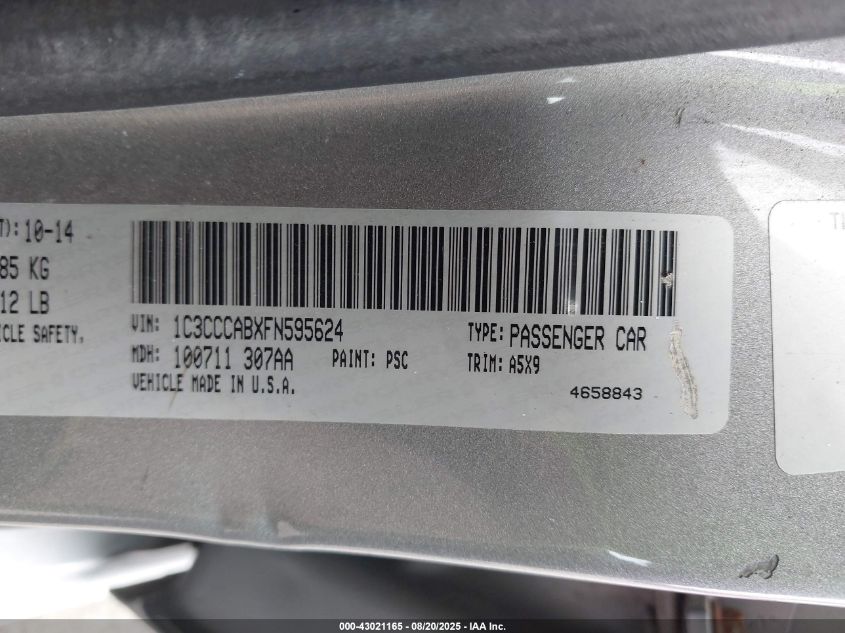 T): 10-14
85 KG
12 LB
ICLE SAFETY,
VIN: 1C3CCCABXFN595624
TYPE: PASSENGER CAR
MDH: 100711 307AA
PAINT: PSC
TRIM: A5X9
VEHICLE MADE IN U.S.A.
4658843
000-43021165 - 08/20/2025 - IAA Inc.